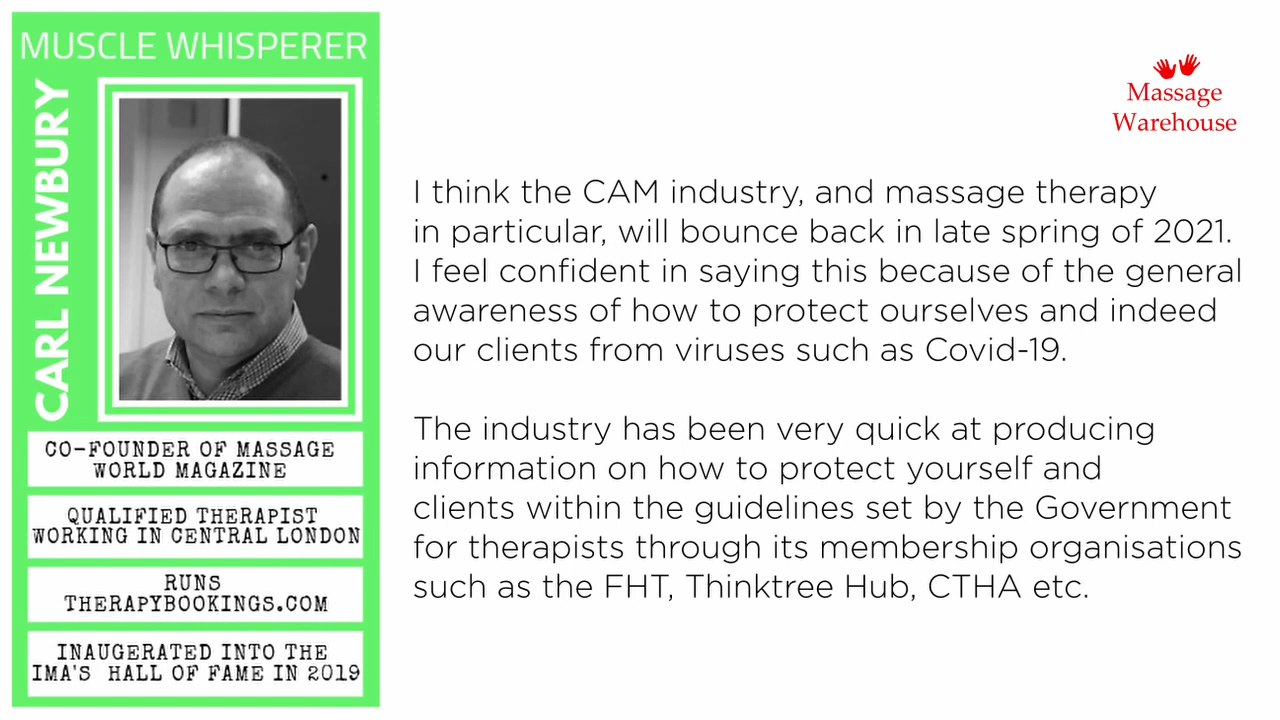 MUSCLE WHISPERER
CARL NEWBURY
CO-FOUNDER OF MASSAGE
WORLD MAGAZINE
QUALIFIED THERAPIST
WORKING IN CENTRAL LONDON
RUNS
THERAPYBOOKINGS.COM
INAUGERATED INTO THE
IMA'S HALL OF FAME IN 2019
Massage
Warehouse
I think the CAM industry, and massage therapy
in particular, will bounce back in late spring of 2021.
I feel confident in saying this because of the general
awareness of how to protect ourselves and indeed
our clients from viruses such as Covid-19.
The industry has been very quick at producing
information on how to protect yourself and
clients within the guidelines set by the Government
for therapists through its membership organisations
such as the FHT, Thinktree Hub, CTHA etc.